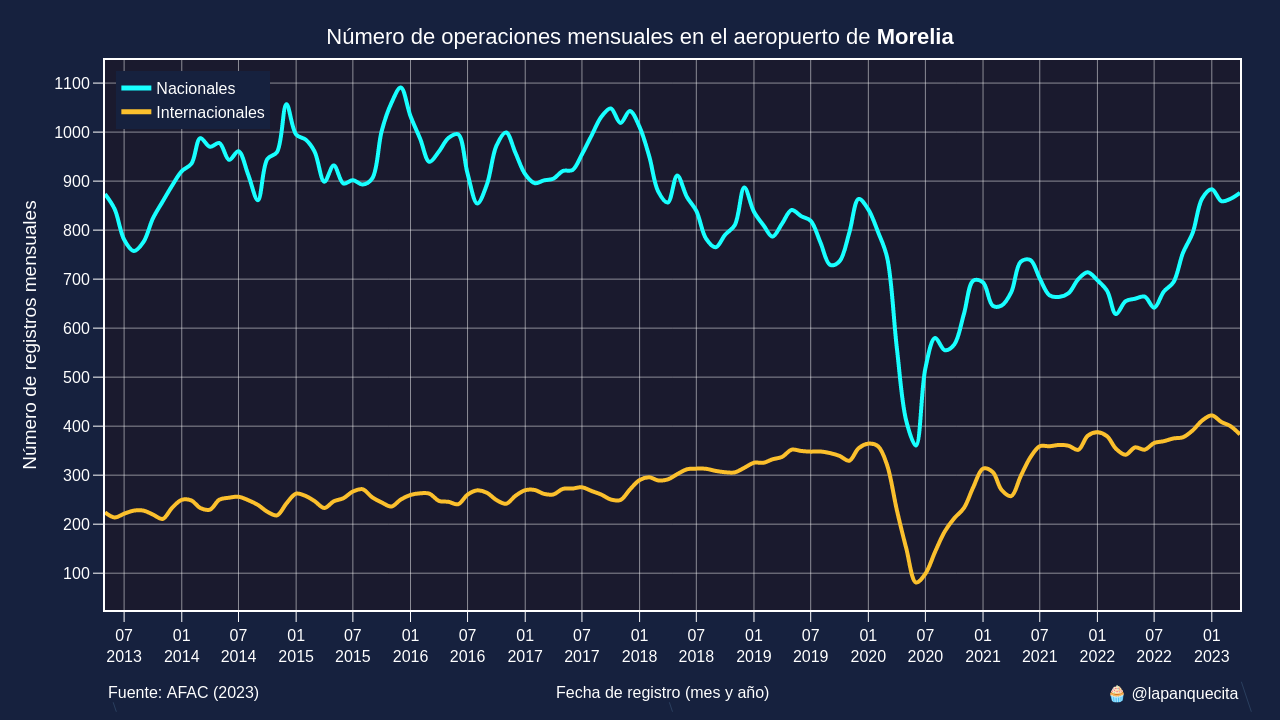 Número de operaciones mensuales en el aeropuerto de Morelia
Nacionales
Internacionales
Número de registros mensuales
1100
1000
900
800
700
600
500
400
300
200
100
07 01 07 01 07 01 07 01 07 01 07 01 07 01 07 01 07 01 07 01
2013 2014 2014 2015 2015 2016 2016 2017 2017 2018 2018 2019 2019 2020 2020 2021 2021 2022 2022 2023
Fuente: AFAC (2023)
Fecha de registro (mes y año)
🧁 @lapanquecita